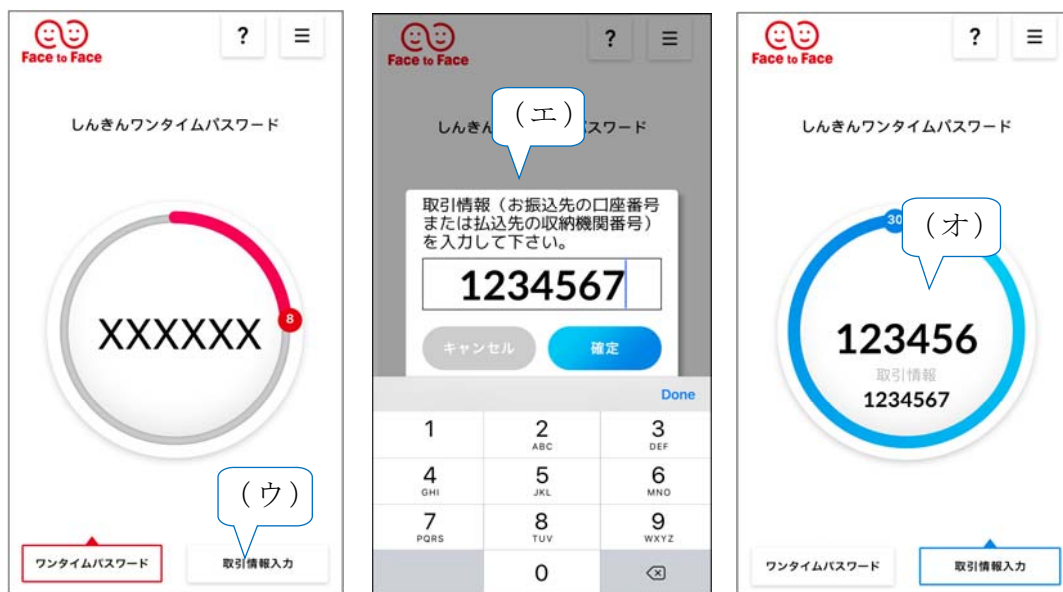 Face to Face
?
しんきんワンタイムパスワード
8
XXXXXX
(ウ)
ワンタイムパスワード
取引情報入力
Face to Face
?
(エ)
しんきん
スワード
取引情報(お振込先の口座番号
または払込先の収納機関番号)
を入力して下さい。
1234567
キャンセル
確定
Done
1
2
ABC
3
DEF
4
GHI
5
JKL
6
MNO
7
PQRS
8
TUV
9
WXYZ
0
Face to Face
?
しんきんワンタイムパスワード
30
(オ)
123456
取引情報
1234567
ワンタイムパスワード
取引情報入力